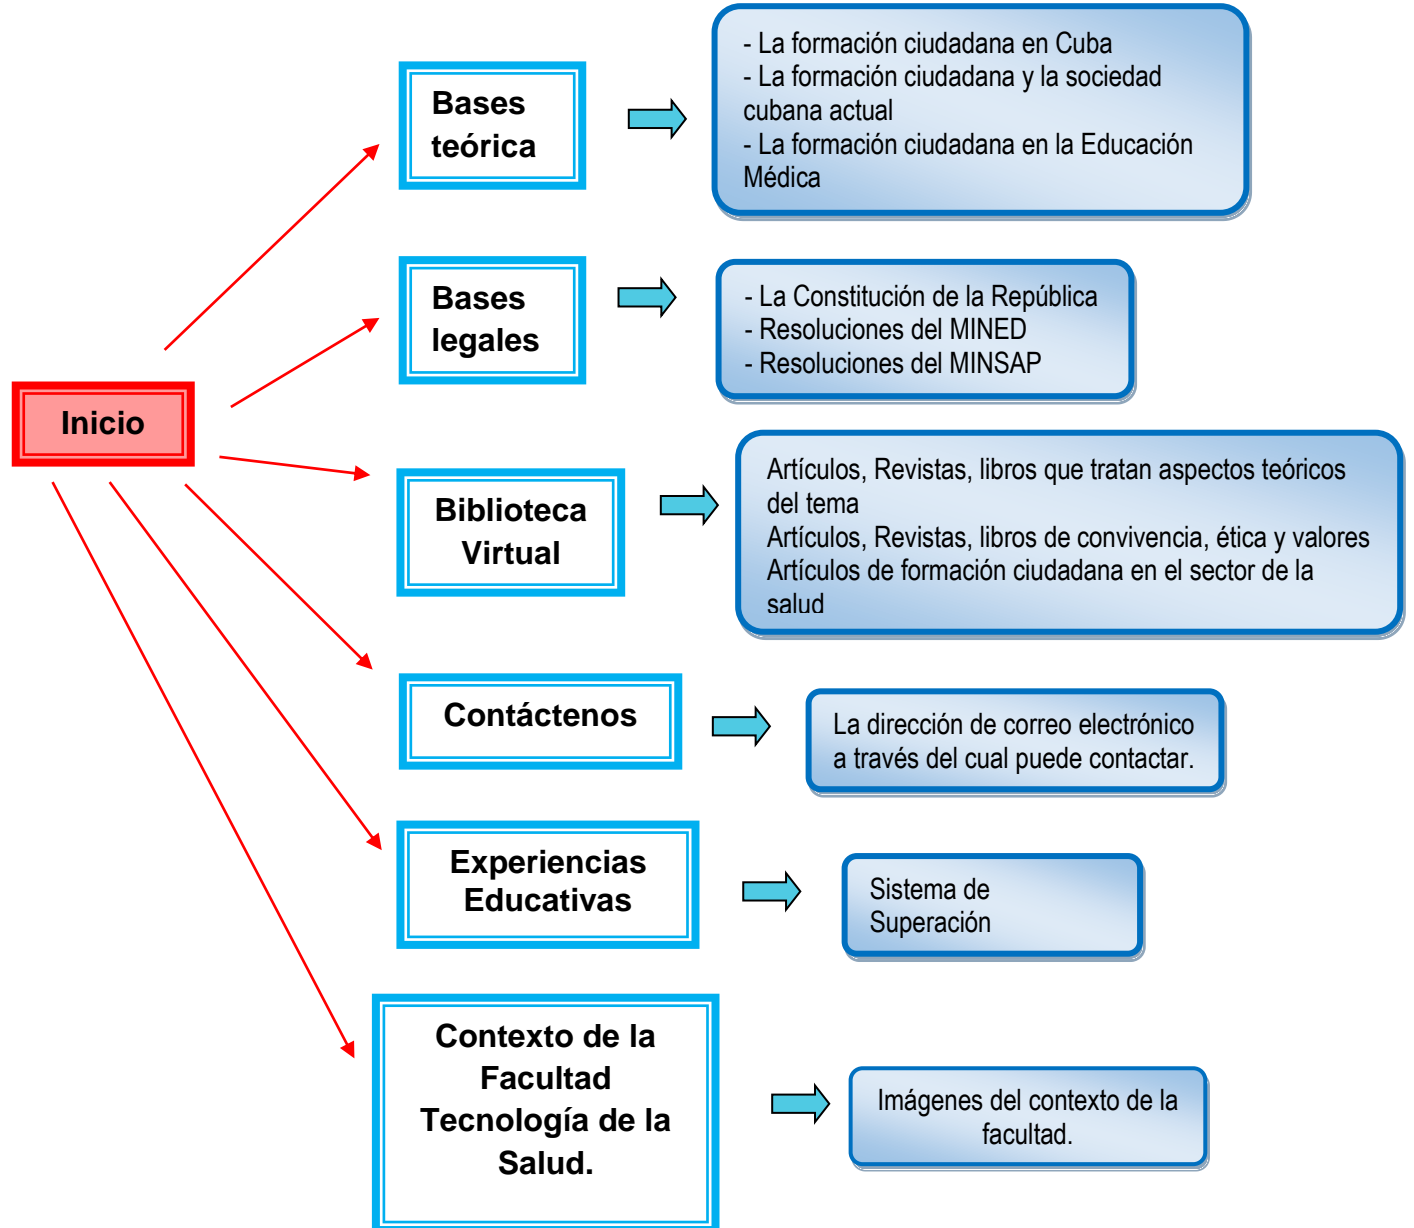 Inicio
Bases
teórica
- La formación ciudadana en Cuba
- La formación ciudadana y la sociedad
cubana actual
- La formación ciudadana en la Educación
Médica
Bases
legales
- La Constitución de la República
- Resoluciones del MINED
- Resoluciones del MINSAP
Biblioteca
Virtual
Artículos, Revistas, libros que tratan aspectos teóricos
del tema
Artículos, Revistas, libros de convivencia, ética y valores
Artículos de formación ciudadana en el sector de la
salud
Contáctenos
La dirección de correo electrónico
a través del cual puede contactar.
Experiencias
Educativas
Sistema de
Superación
Contexto de la
Facultad
Tecnología de la
Salud.
Imágenes del contexto de la
facultad.